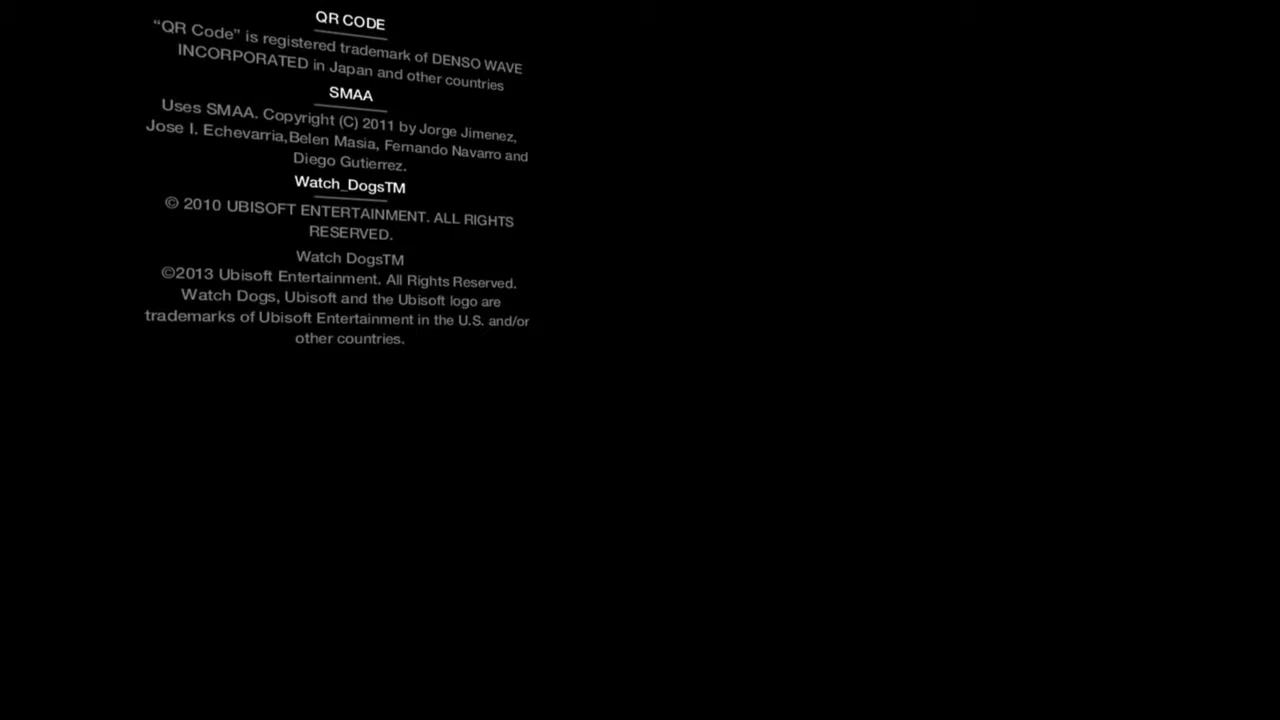 QR CODE
“QR Code” is registered trademark of DENSO WAVE
INCORPORATED in Japan and other countries
SMAA
Uses SMAA. Copyright (C) 2011 by Jorge Jimenez,
Jose I. Echevarria,Belen Masia, Fernando Navarro and
Diego Gutierrez.
Watch_DogsTM
© 2010 UBISOFT ENTERTAINMENT. ALL RIGHTS
RESERVED.
Watch DogsTM
©2013 Ubisoft Entertainment. All Rights Reserved.
Watch Dogs, Ubisoft and the Ubisoft logo are
trademarks of Ubisoft Entertainment in the U.S. and/or
other countries.